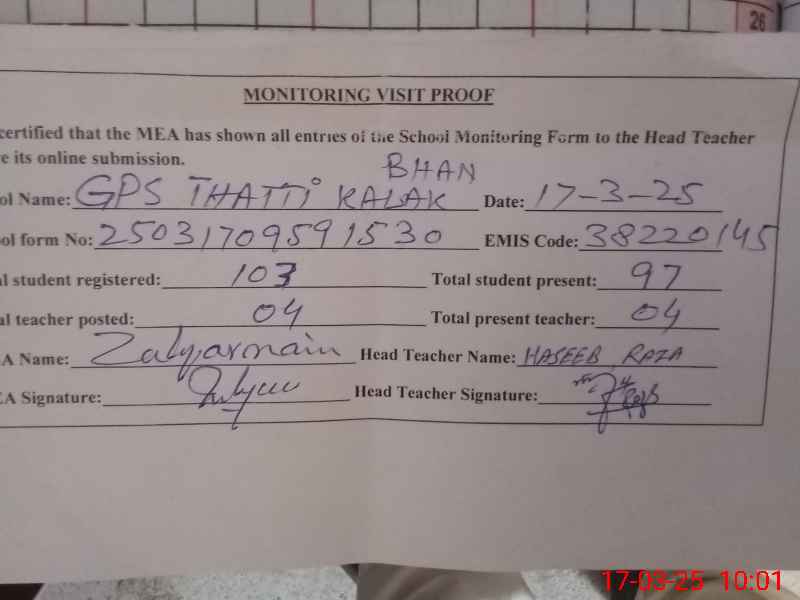 26
MONITORING VISIT PROOF
certified that the MEA has shown all entries of the School Monitoring Form to the Head Teacher
e its online submission.
BHAN
ol Name: GPS THATTI KALAK Date: 17-3-25
ol form No: 25031709591530 EMIS Code: 38220145
al student registered: 103 Total student present: 97
al teacher posted: 04 Total present teacher: 04
A Name: Zalqarnain Head Teacher Name: HASEEB RAZA
EA Signature: Head Teacher Signature:
17-03-25 10:01